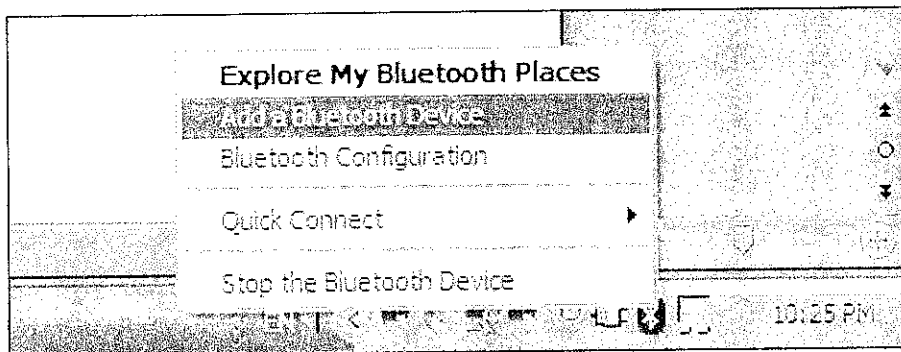 Explore My Bluetooth Places
Add a Bluetooth Device
Bluetooth Configuration
Quick Connect
Stop the Bluetooth Device
10:25 PM